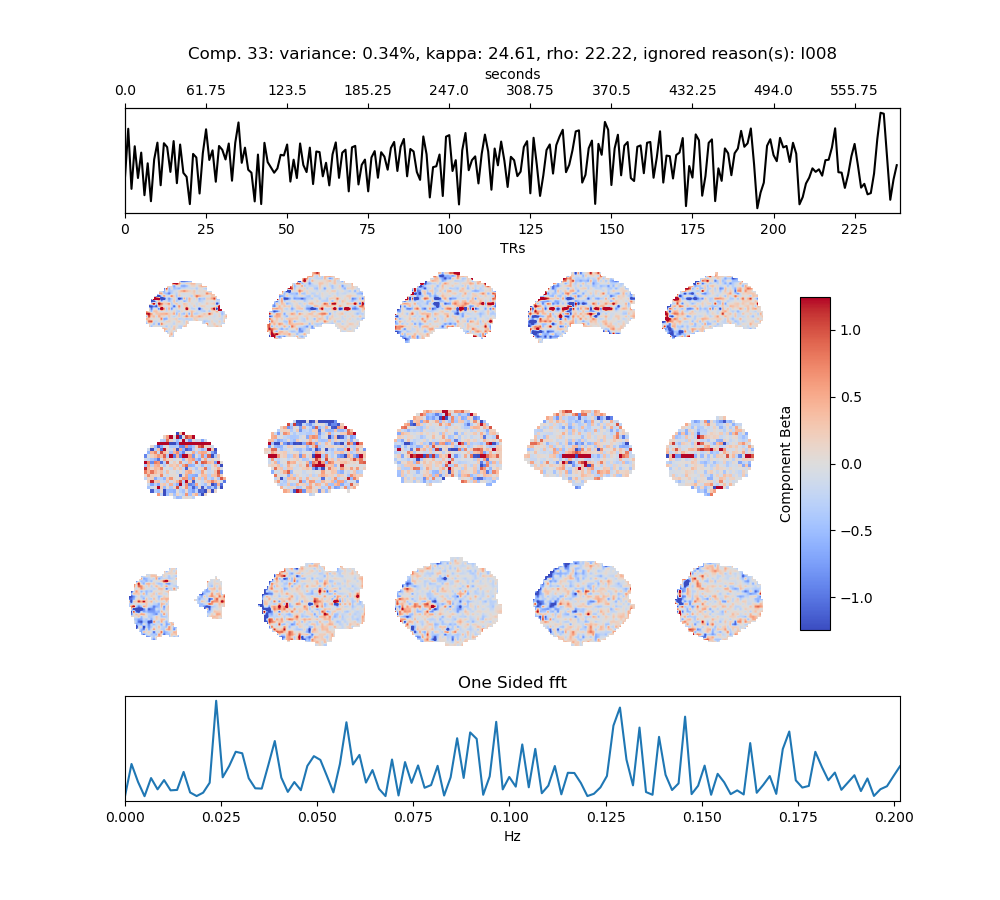 Comp. 33: variance: 0.34%, kappa: 24.61, rho: 22.22, ignored reason(s): I008
seconds
0.0 61.75 123.5 185.25 247.0 308.75 370.5 432.25 494.0 555.75
0 25 50 75 100 125 150 175 200 225
TRs
1.0
0.5
0.0
−0.5
−1.0
Component Beta
One Sided fft
0.000 0.025 0.050 0.075 0.100 0.125 0.150 0.175 0.200
Hz